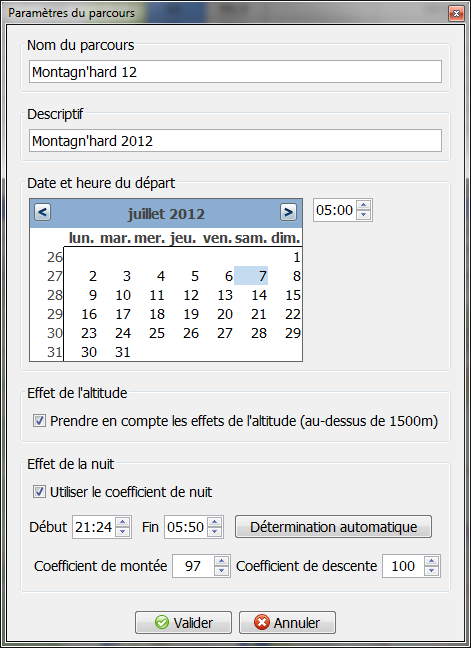 Paramètres du parcours
Nom du parcours
Montagn'hard 12
Descriptif
Montagn'hard 2012
Date et heure du départ
< juillet 2012 > 05:00
lun. mar. mer. jeu. ven. sam. dim.
26 1
27 2 3 4 5 6 7 8
28 9 10 11 12 13 14 15
29 16 17 18 19 20 21 22
30 23 24 25 26 27 28 29
31 30 31
Effet de l'altitude
Prendre en compte les effets de l'altitude (au-dessus de 1500m)
Effet de la nuit
Utiliser le coefficient de nuit
Début 21:24 Fin 05:50 Détermination automatique
Coefficient de montée 97 Coefficient de descente 100
Valider Annuler